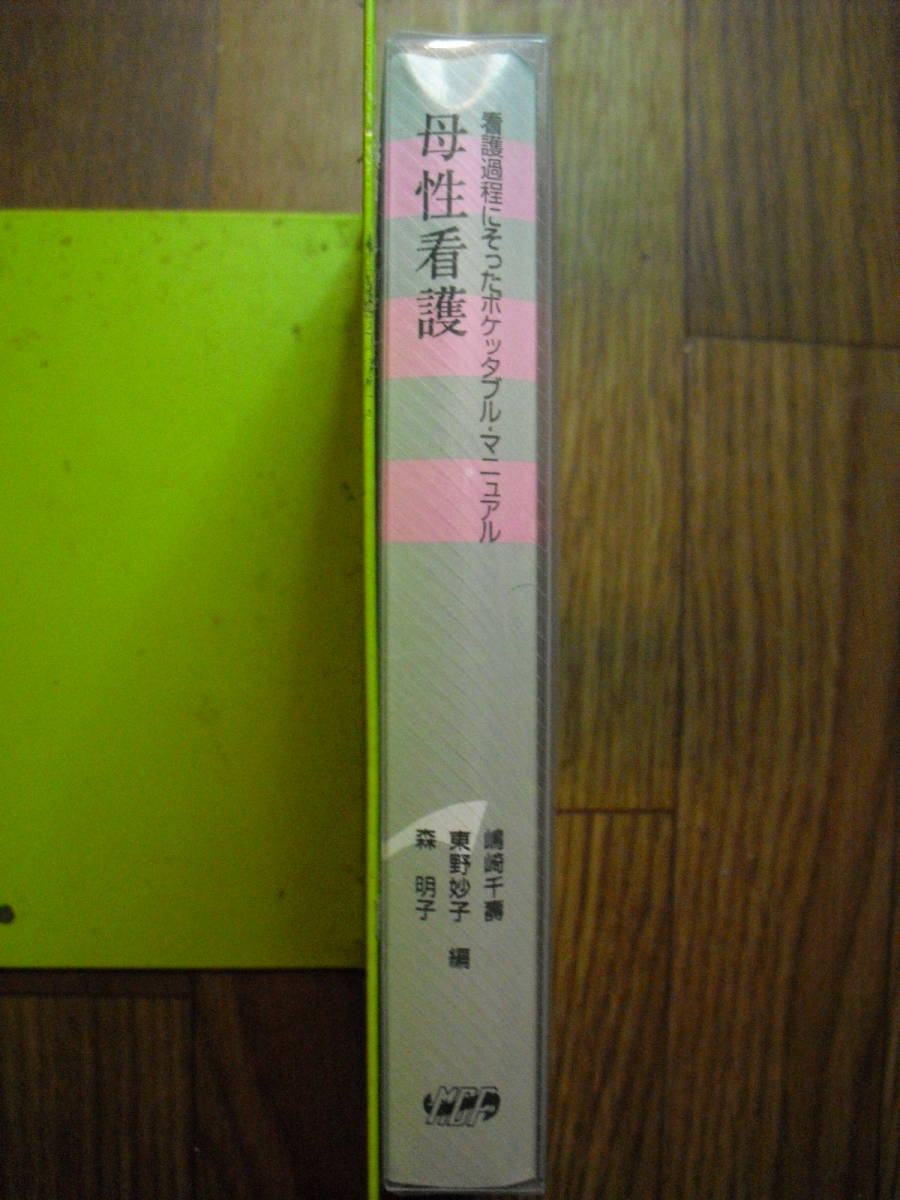 看護過程にそったポケッタブル・マニュアル
母性看護
嶋崎千壽
東野妙子 編
森 明子
MCP